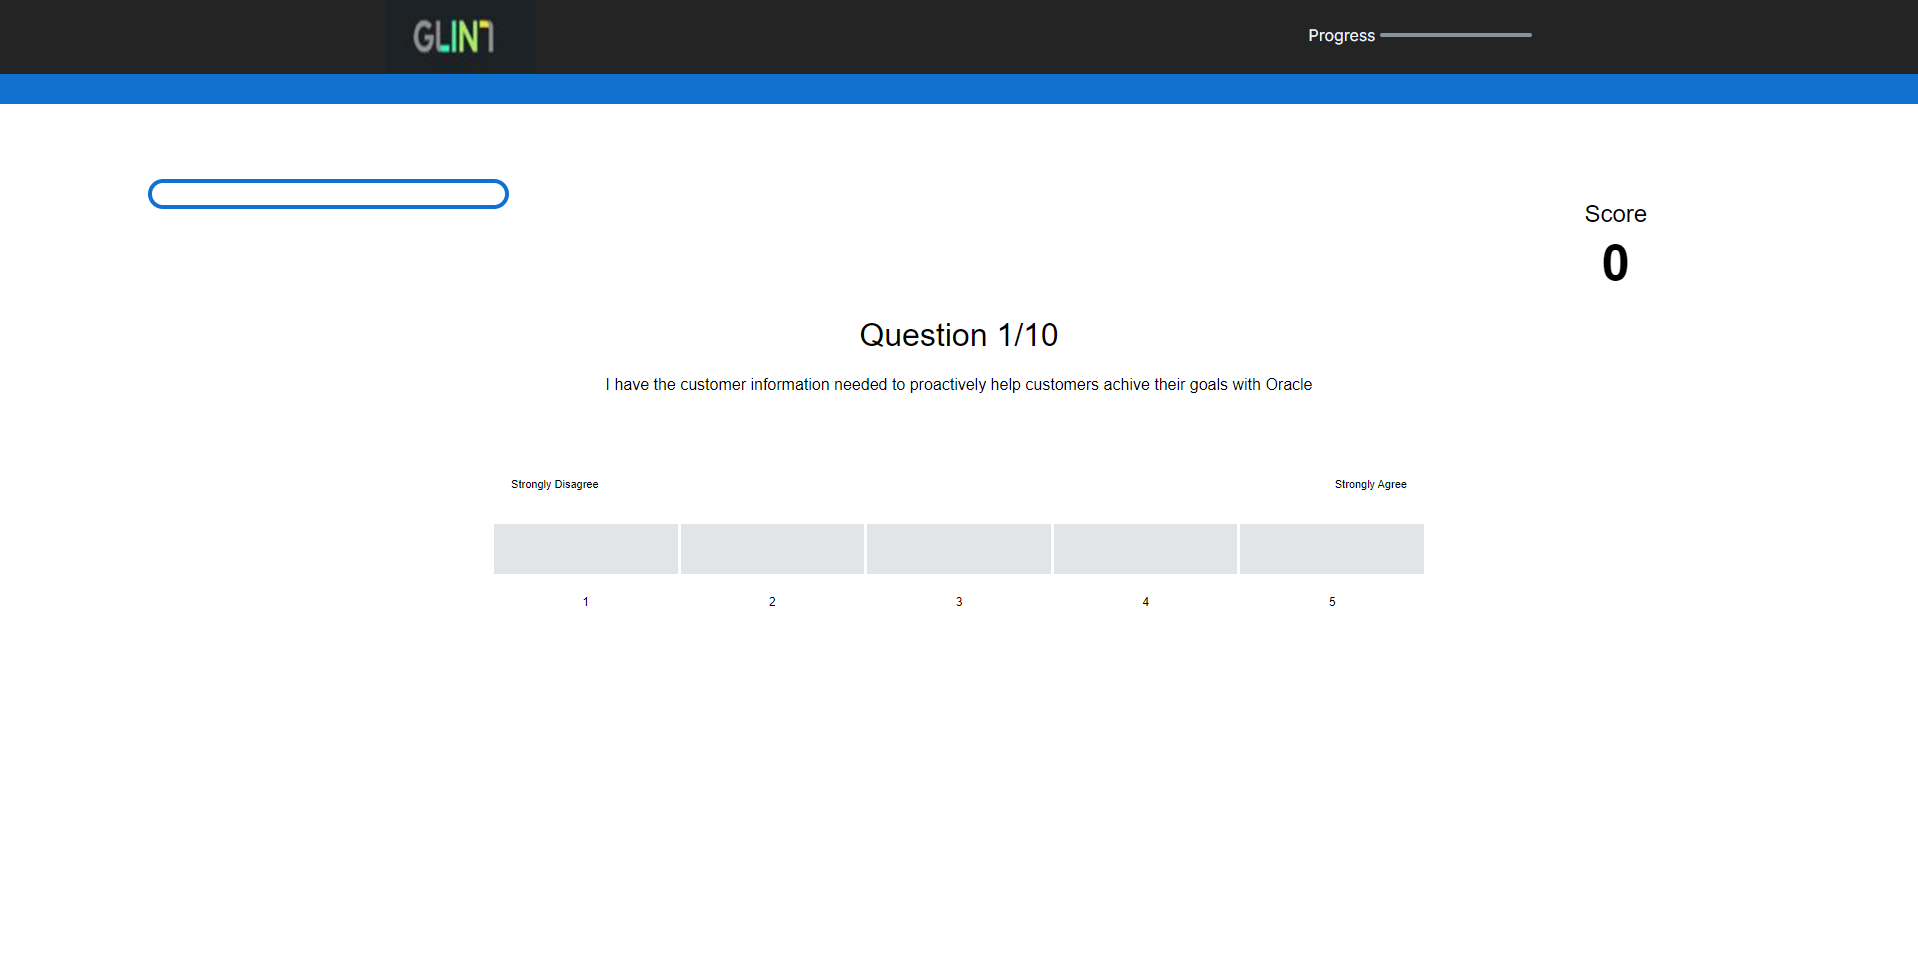 GLINT
Progress
Score
0
Question 1/10
I have the customer information needed to proactively help customers achive their goals with Oracle
Strongly Disagree
Strongly Agree
1
2
3
4
5